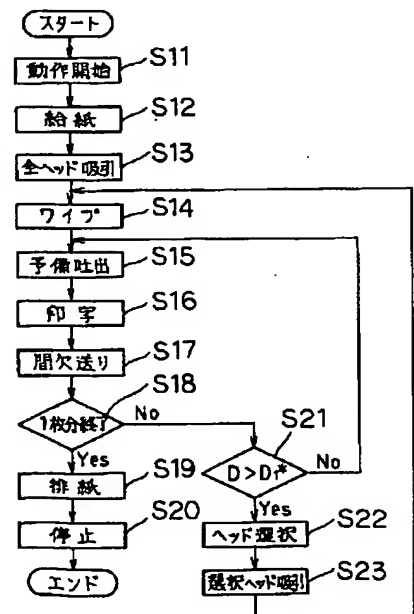 スタート
動作開始
S11
給紙
S12
全ヘッド吸引
S13
ワイプ
S14
予備吐出
S15
印字
S16
間欠送り
S17
1枚分終了
S18
No
Yes
D>D₁*
S21
No
Yes
排紙
S19
ヘッド選択
S22
停止
S20
選択ヘッド吸引
S23
エンド